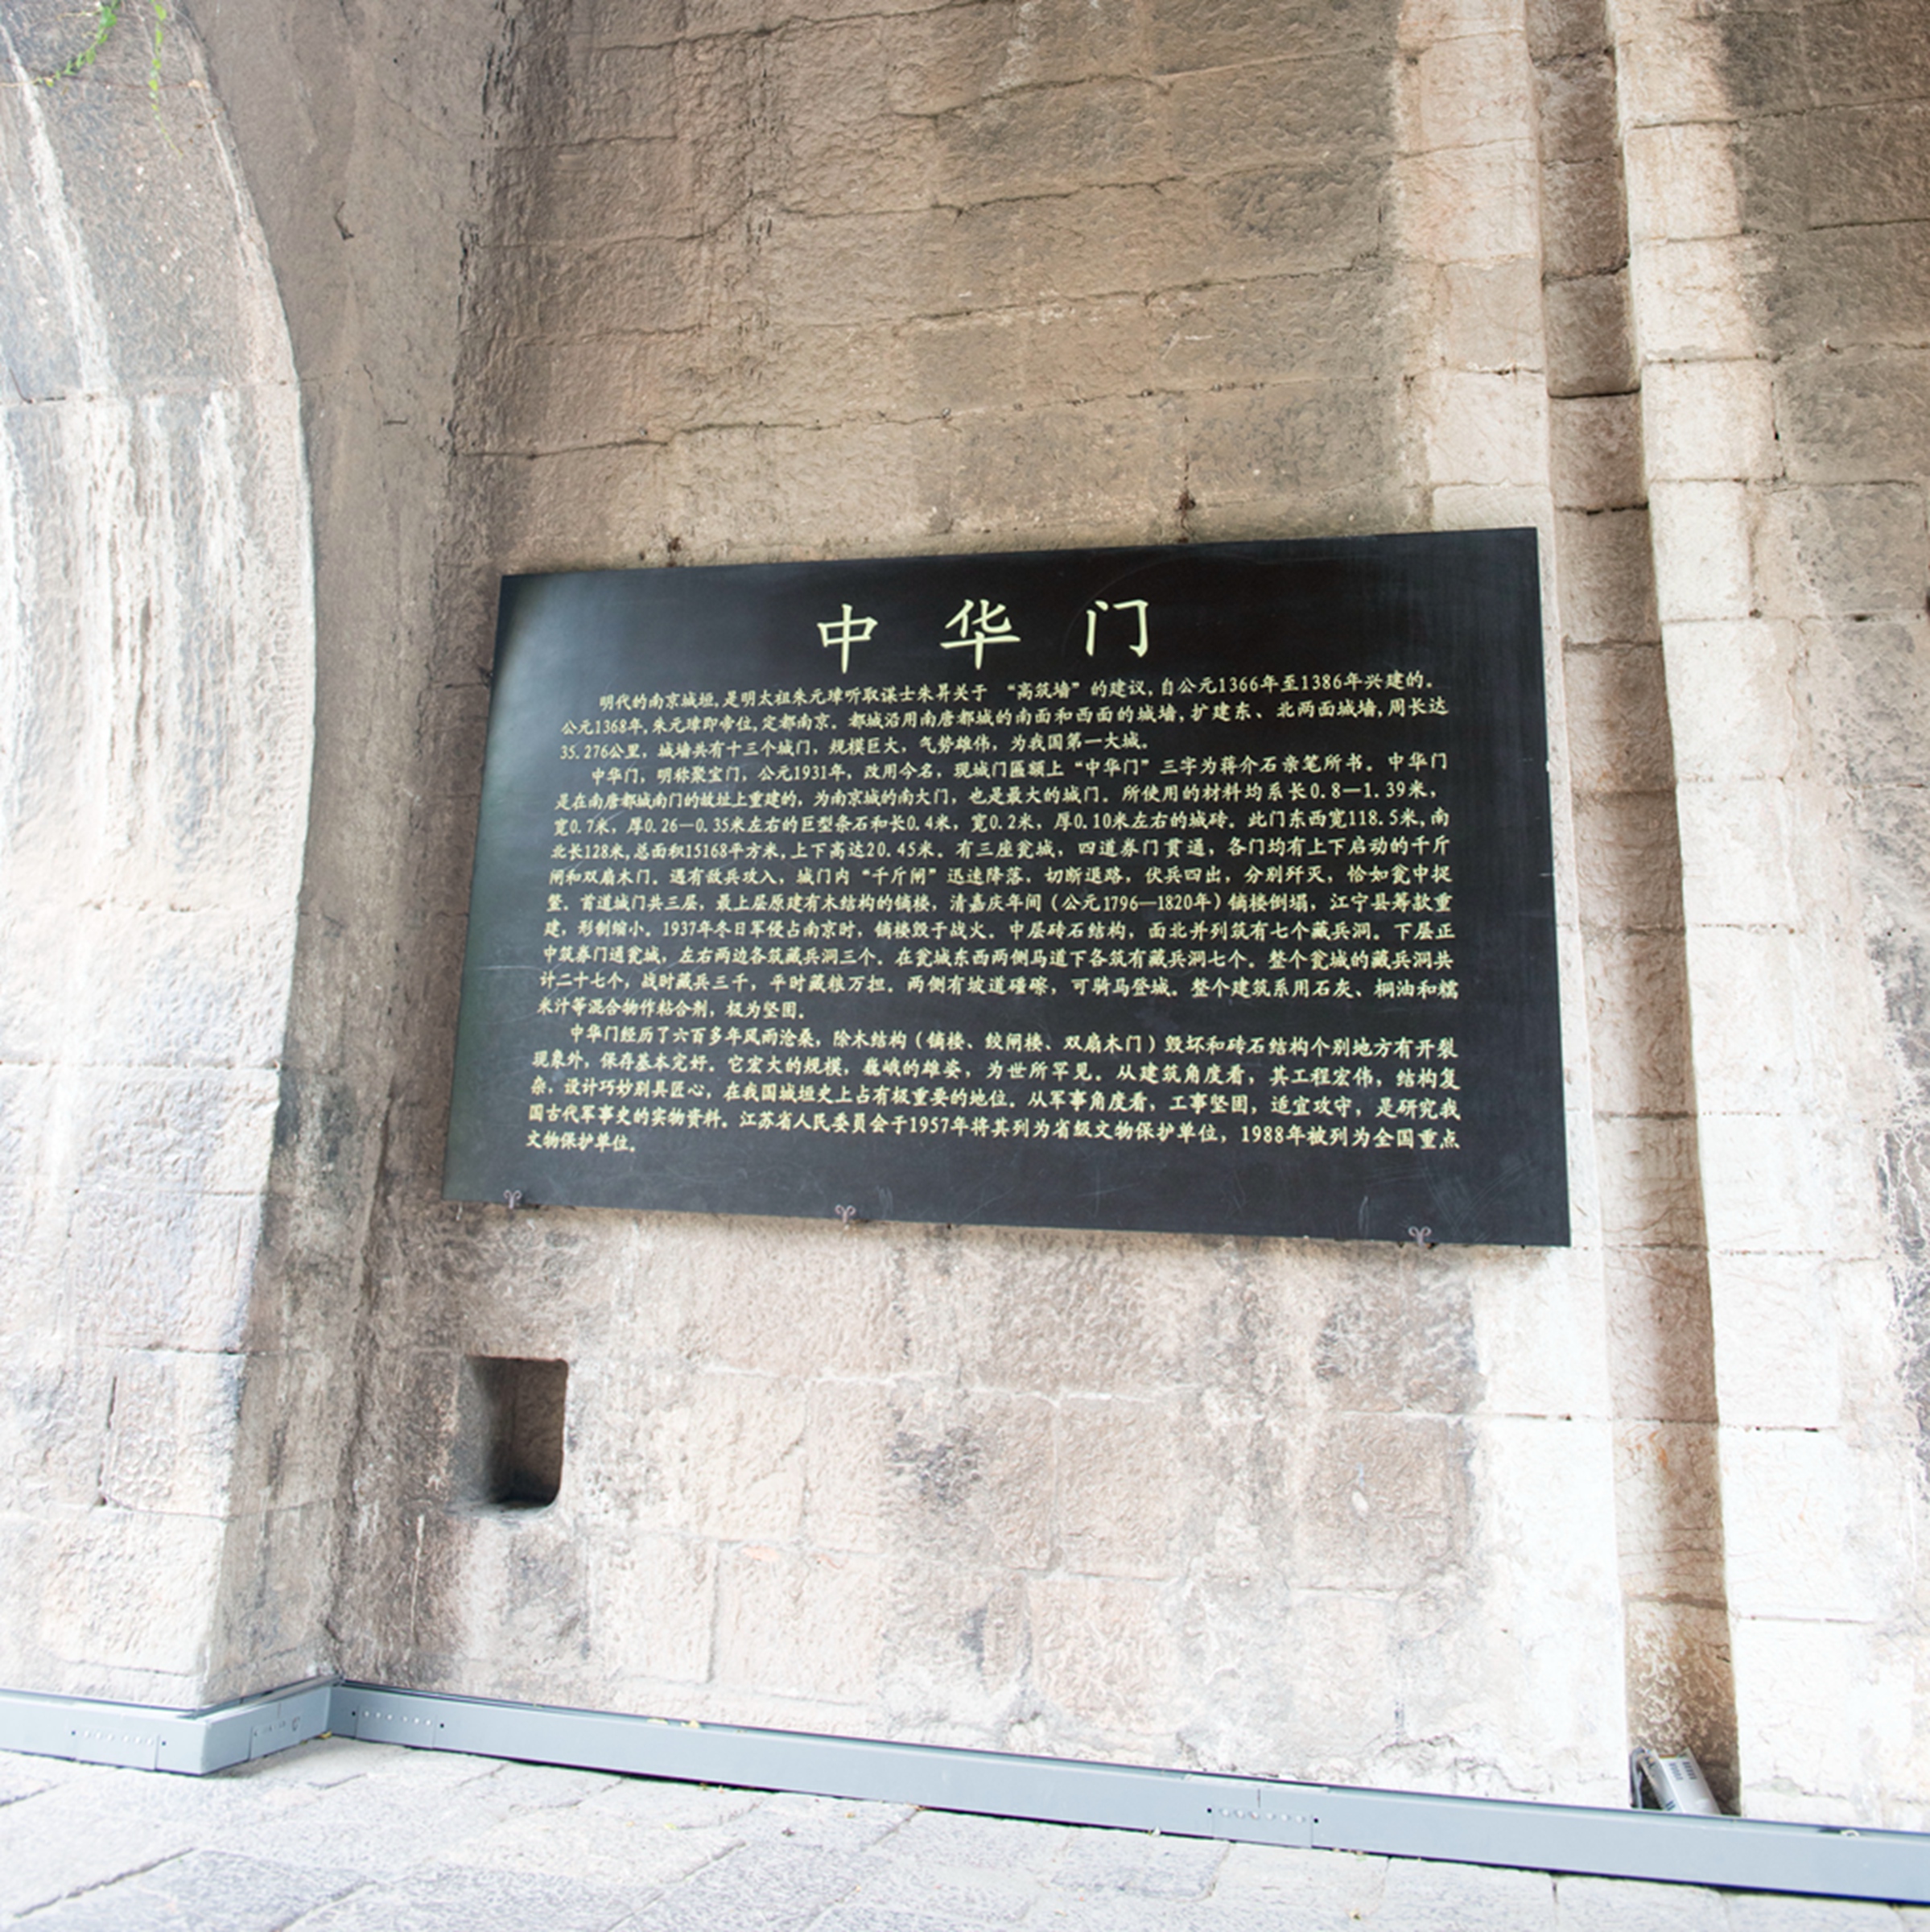 中华门
明代的南京城垣,是明太祖朱元璋听取谋士朱昇关于 “高筑墙”的建议,自公元1366年至1386年兴建的。
公元1368年,朱元璋即帝位,定都南京。都城沿用南唐都城的南面和西面的城墙,扩建东、北两面城墙,周长达
35.276公里,城墙共有十三个城门,规模巨大,气势雄伟,为我国第一大城。
中华门,明称聚宝门,公元1931年,改用今名,现城门匾额上“中华门”三字为蒋介石亲笔所书。中华门
是在南唐都城南门的故址上重建的,为南京城的南大门,也是最大的城门。所使用的材料均系长0.8—1.39米,
宽0.7米,厚0.26—0.35米左右的巨型条石和长0.4米,宽0.2米,厚0.10米左右的城砖。此门东西宽118.5米,南
北长128米,总面积15168平方米,上下高达20.45米。有三座瓮城,四道券门贯通,各门均有上下启动的千斤
闸和双扇木门。遇有敌兵攻入,城门内“千斤闸”迅速降落,切断退路,伏兵四出,分别歼灭,恰如瓮中捉
鳖。首道城门共三层,最上层原建有木结构的镝楼,清嘉庆年间(公元1796—1820年)镝楼倒塌,江宁县筹款重
建,形制缩小。1937年冬日军侵占南京时,镝楼毁于战火。中层砖石结构,面北并列筑有七个藏兵洞。下层正
中筑券门通瓮城,左右两边各筑藏兵洞三个。在瓮城东西两侧马道下各筑有藏兵洞七个。整个瓮城的藏兵洞共
计二十七个,战时藏兵三千,平时藏粮万担。两侧有坡道礓磜,可骑马登城。整个建筑系用石灰、桐油和糯
米汁等混合物作粘合剂,极为坚固。
中华门经历了六百多年风雨沧桑,除木结构(镝楼、绞闸楼、双扇木门)毁坏和砖石结构个别地方有开裂
现象外,保存基本完好。它宏大的规模,巍峨的雄姿,为世所罕见。从建筑角度看,其工程宏伟,结构复
杂,设计巧妙别具匠心,在我国城垣史上占有极重要的地位。从军事角度看,工事坚固,适宜攻守,是研究我
国古代军事史的实物资料。江苏省人民委员会于1957年将其列为省级文物保护单位,1988年被列为全国重点
文物保护单位。